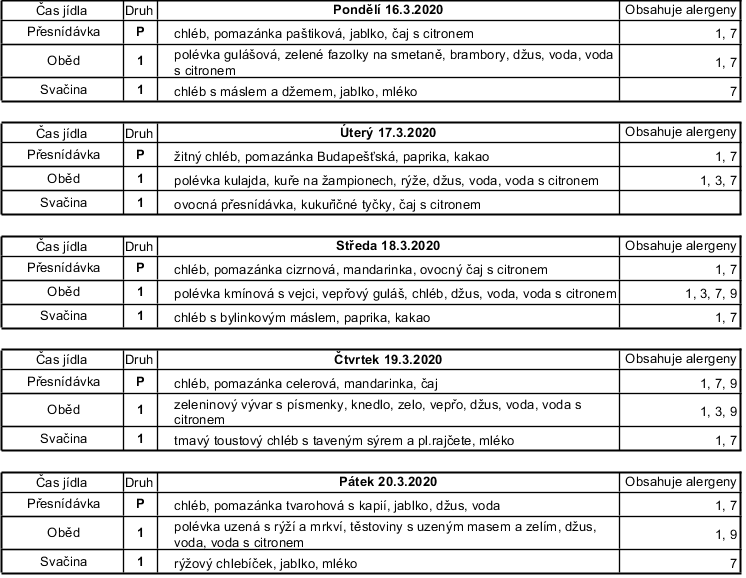 Čas jídla Druh Pondělí 16.3.2020 Obsahuje alergeny
Přesnídávka P chléb, pomazánka paštiková, jablko, čaj s citronem 1, 7
Oběd 1 polévka gulášová, zelené fazolky na smetaně, brambory, džus, voda, voda
s citronem 1, 7
Svačina 1 chléb s máslem a džemem, jablko, mléko 7
Čas jídla Druh Úterý 17.3.2020 Obsahuje alergeny
Přesnídávka P žitný chléb, pomazánka Budapešťská, paprika, kakao 1, 7
Oběd 1 polévka kulajda, kuře na žampionech, rýže, džus, voda, voda s citronem 1, 3, 7
Svačina 1 ovocná přesnídávka, kukuřičné tyčky, čaj s citronem
Čas jídla Druh Středa 18.3.2020 Obsahuje alergeny
Přesnídávka P chléb, pomazánka cizrnová, mandarinka, ovocný čaj s citronem 1, 7
Oběd 1 polévka kmínová s vejci, vepřový guláš, chléb, džus, voda, voda s citronem 1, 3, 7, 9
Svačina 1 chléb s bylinkovým máslem, paprika, kakao 1, 7
Čas jídla Druh Čtvrtek 19.3.2020 Obsahuje alergeny
Přesnídávka P chléb, pomazánka celerová, mandarinka, čaj 1, 7, 9
Oběd 1 zeleninový vývar s písmenky, knedlo, zelo, vepřo, džus, voda, voda s
citronem 1, 3, 9
Svačina 1 tmavý toustový chléb s taveným sýrem a pl.rajčete, mléko 1, 7
Čas jídla Druh Pátek 20.3.2020 Obsahuje alergeny
Přesnídávka P chléb, pomazánka tvarohová s kapií, jablko, džus, voda 1, 7
Oběd 1 polévka uzená s rýží a mrkví, těstoviny s uzeným masem a zelím, džus,
voda, voda s citronem 1, 9
Svačina 1 rýžový chlebíček, jablko, mléko 7